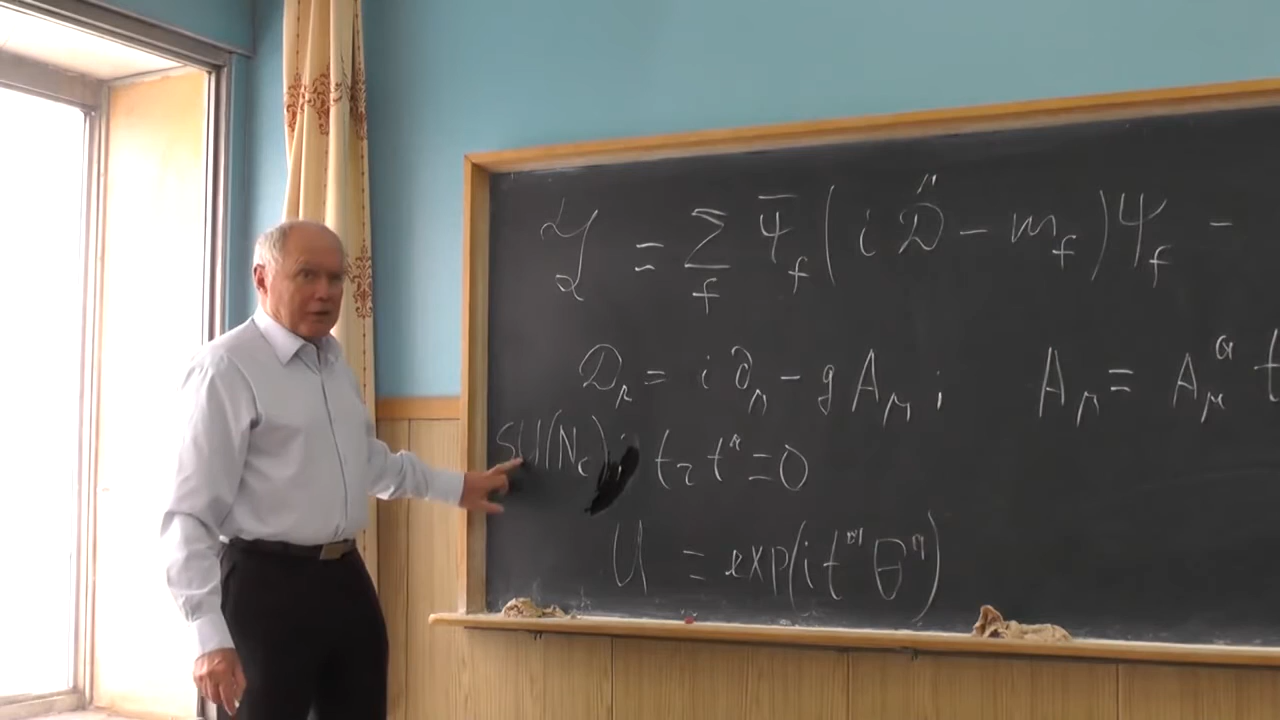 ℒ = Σ_f Ψ̄_f (i D̂ − m_f) Ψ_f −
D_μ = i ∂_μ − g A_μ ; A_μ = A_μ^a t
SU(N_c) ; tr t^a = 0
U = exp(i t^a θ^a)